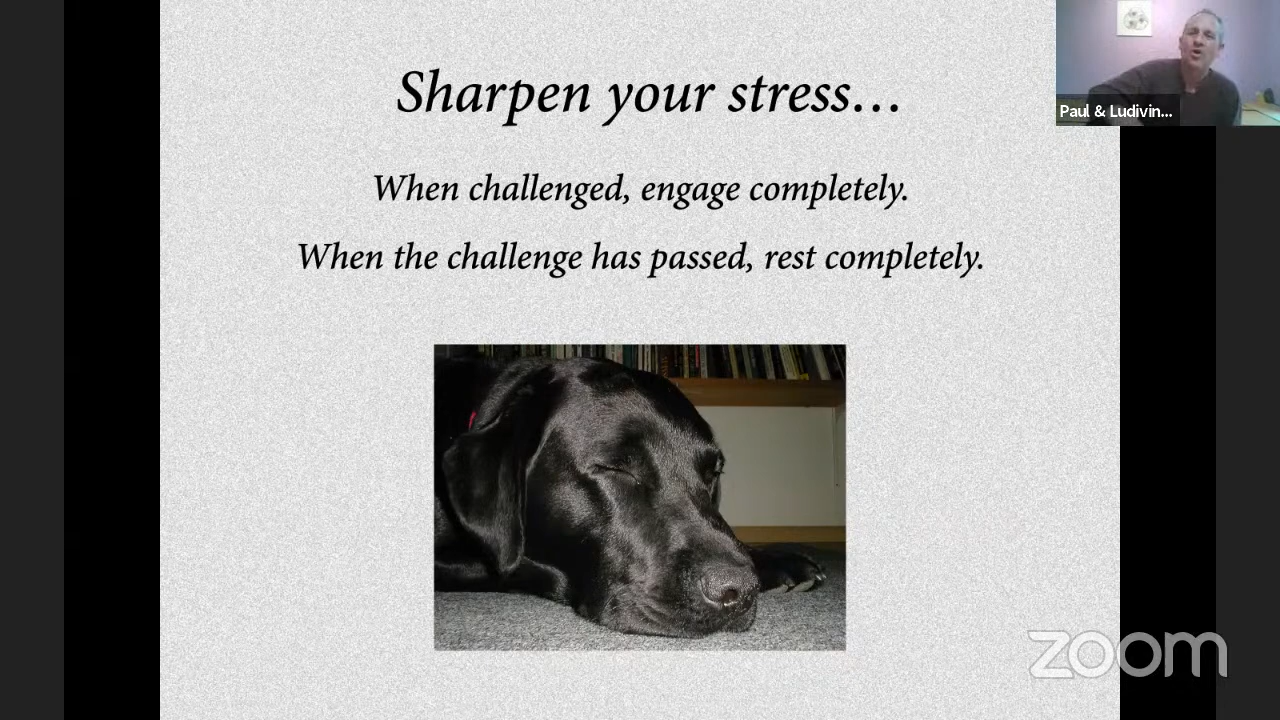 Sharpen your stress…
When challenged, engage completely.
When the challenge has passed, rest completely.
Paul & Ludivin...
zoom